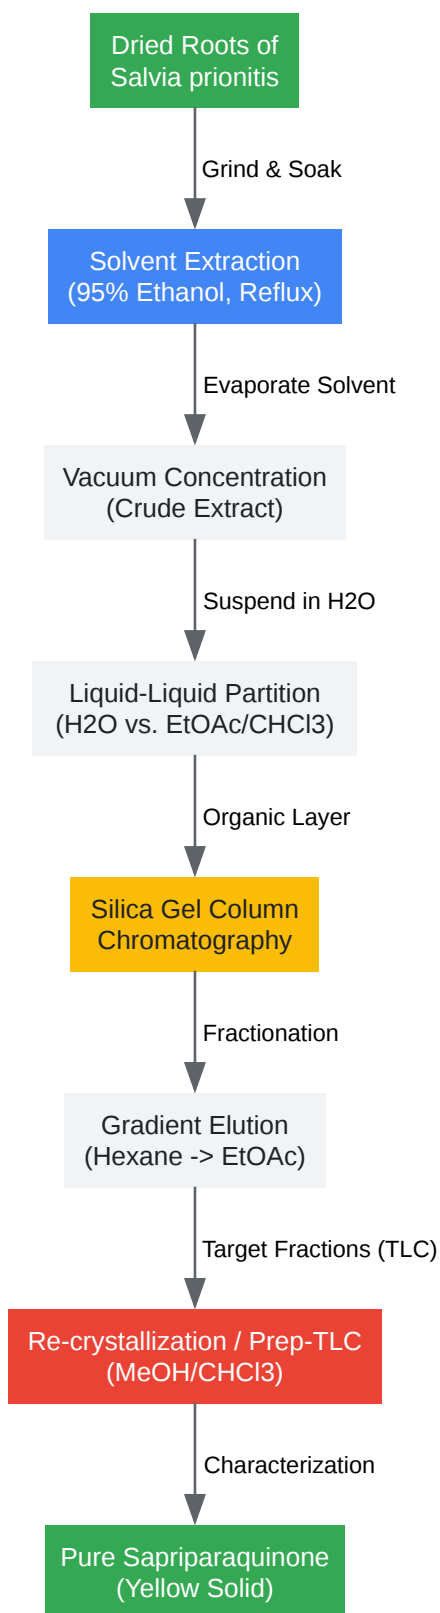 Dried Roots of
Salvia prionitis
Grind & Soak
Solvent Extraction
(95% Ethanol, Reflux)
Evaporate Solvent
Vacuum Concentration
(Crude Extract)
Suspend in H2O
Liquid-Liquid Partition
(H2O vs. EtOAc/CHCl3)
Organic Layer
Silica Gel Column
Chromatography
Fractionation
Gradient Elution
(Hexane -> EtOAc)
Target Fractions (TLC)
Re-crystallization / Prep-TLC
(MeOH/CHCl3)
Characterization
Pure Sapriparaquinone
(Yellow Solid)